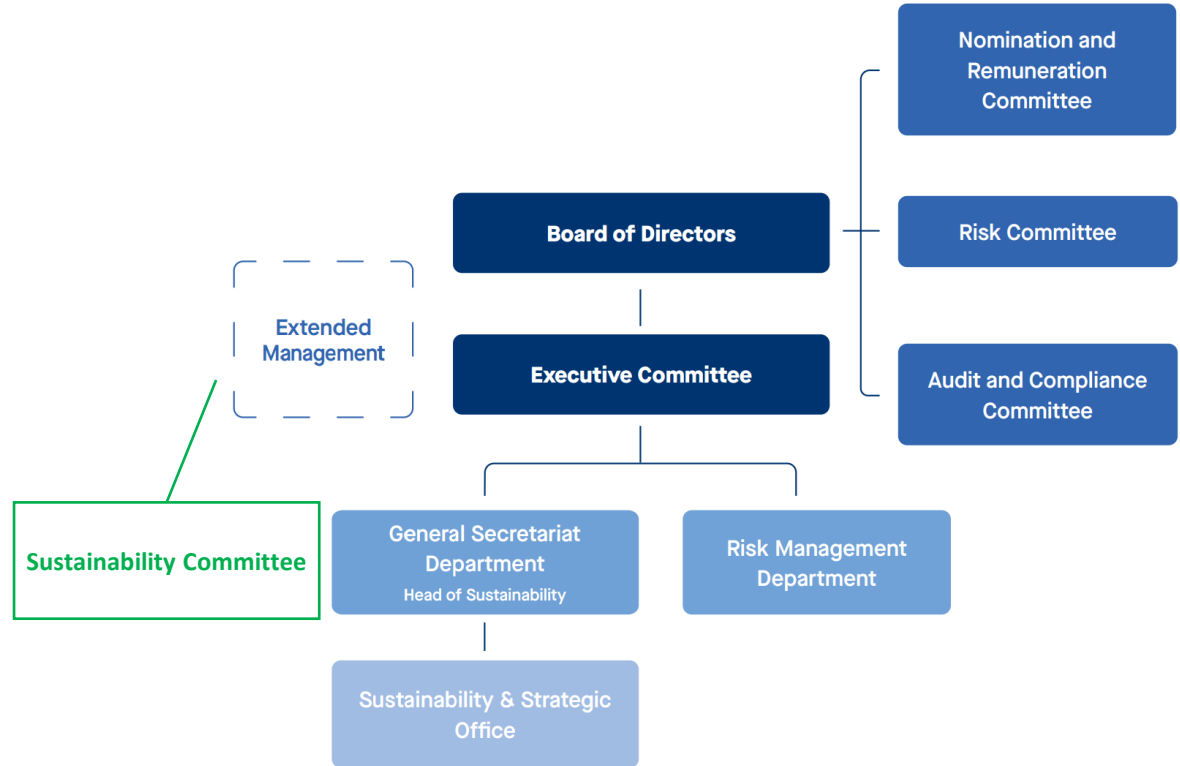 Nomination and
Remuneration
Committee
Board of Directors
Risk Committee
Extended
Management
Executive Committee
Audit and Compliance
Committee
Sustainability Committee
General Secretariat
Department
Head of Sustainability
Risk Management
Department
Sustainability & Strategic
Office